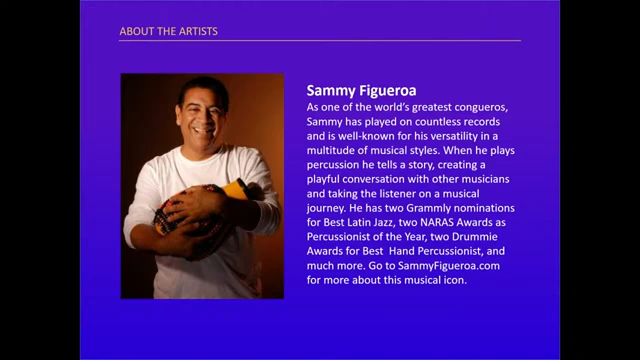 ABOUT THE ARTISTS
Sammy Figueroa
As one of the world's greatest congueros,
Sammy has played on countless records
and is well-known for his versatility in a
multitude of musical styles. When he plays
percussion he tells a story, creating a
playful conversation with other musicians
and taking the listener on a musical
journey. He has two Grammly nominations
for Best Latin Jazz, two NARAS Awards as
Percussionist of the Year, two Drummie
Awards for Best  Hand Percussionist, and
much more. Go to SammyFigueroa.com
for more about this musical icon.